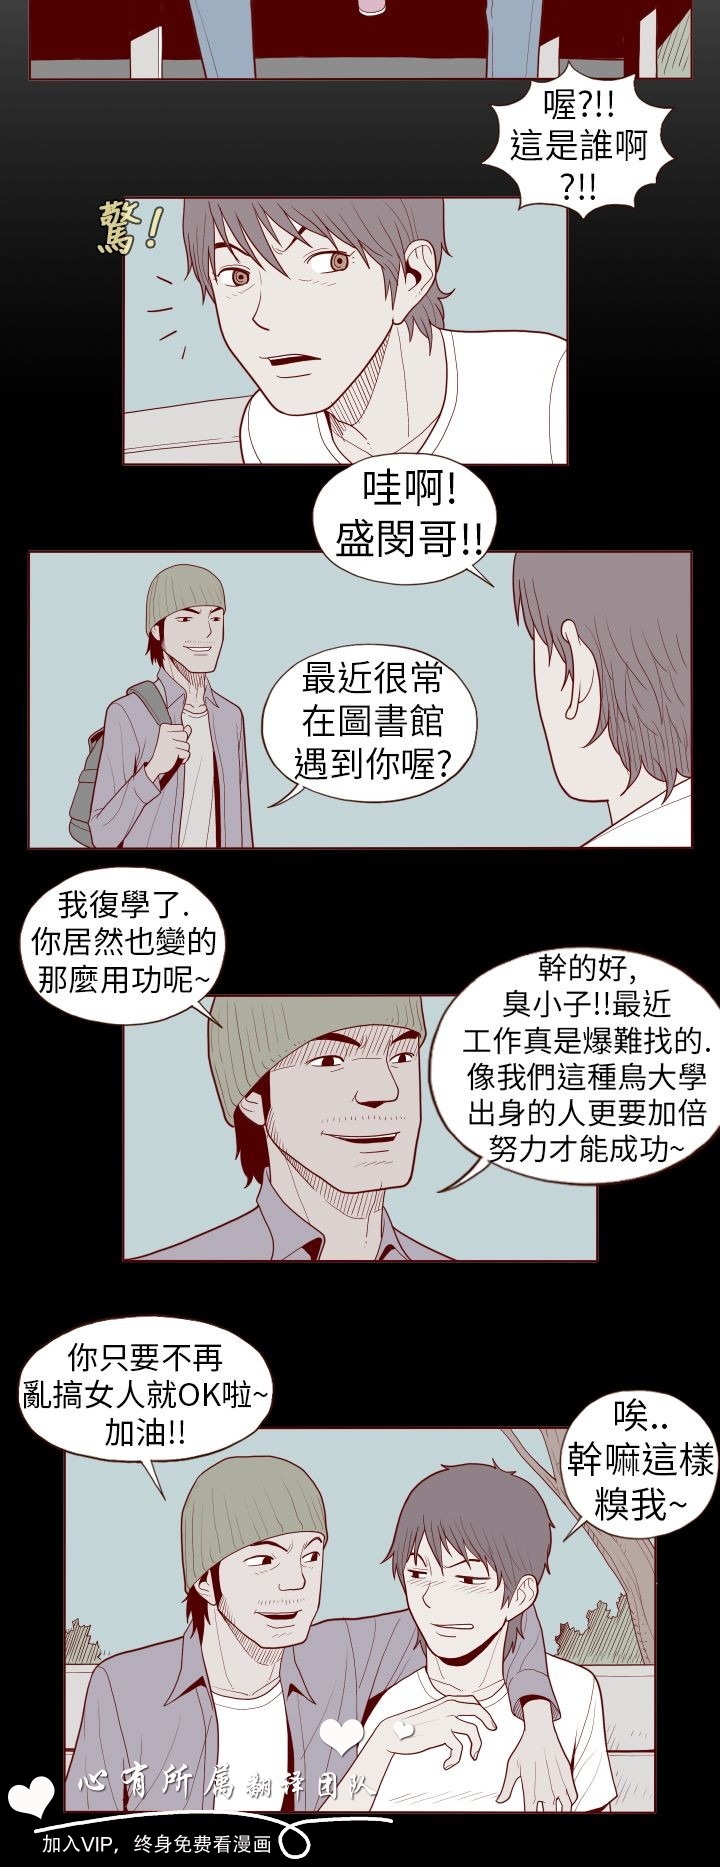 喔?!!
這是誰啊
?!!
驚!
哇啊!
盛閔哥!!
最近很常
在圖書館
遇到你喔?
我復學了.
你居然也變的
那麼用功呢~
幹的好,
臭小子!!最近
工作真是爆難找的.
像我們這種鳥大學
出身的人更要加倍
努力才能成功~
你只要不再
亂搞女人就OK啦~
加油!!
唉..
幹嘛這樣
糗我~
心有所属翻译团队
加入VIP，终身免费看漫画